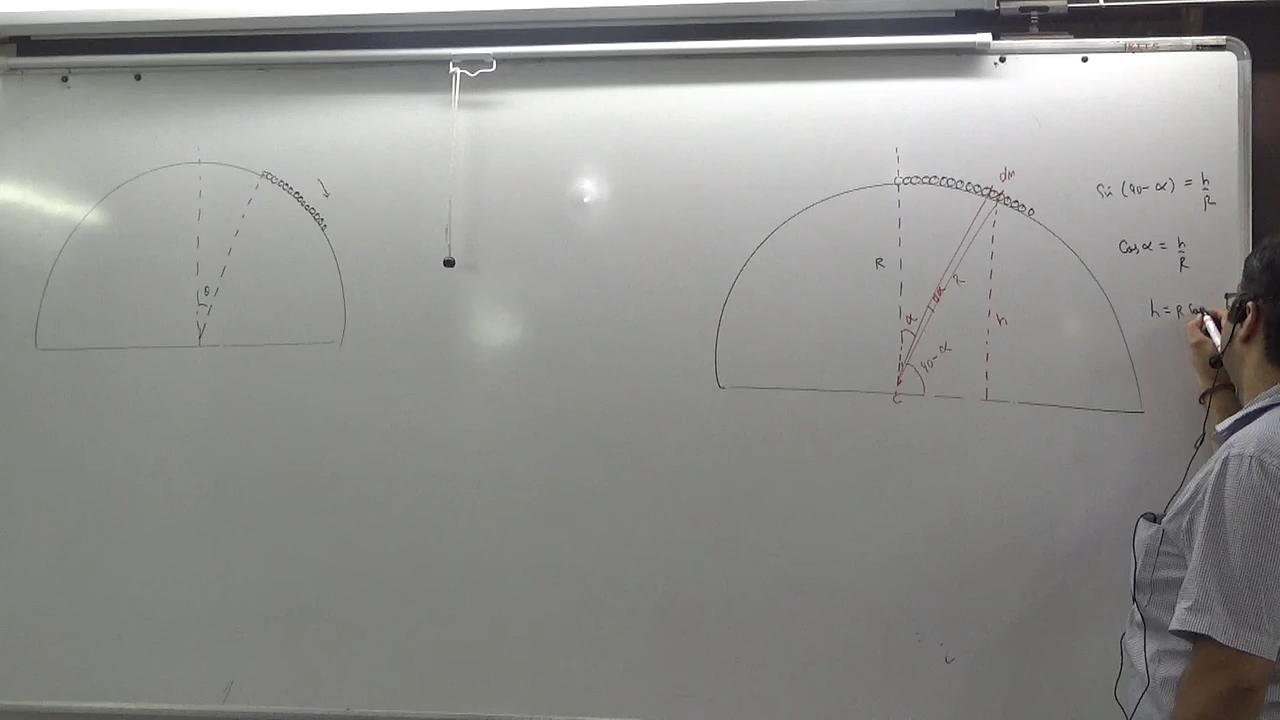 θ
dm
R
R
dα
α
h
90-α
C
Sin (90-α) = h/R
Cos α = h/R
h = R Cos